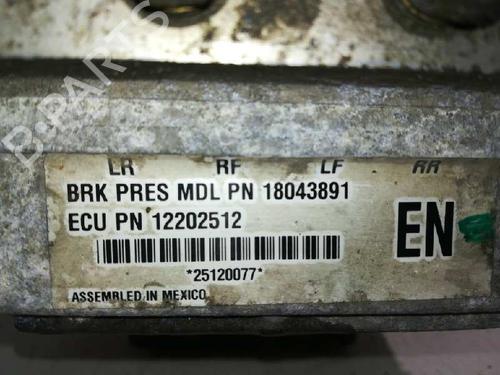 B-PARTS
LR RF LF RR
BRK PRES MDL PN 18043891
ECU PN 12202512
EN
*25120077*
ASSEMBLED IN MEXICO